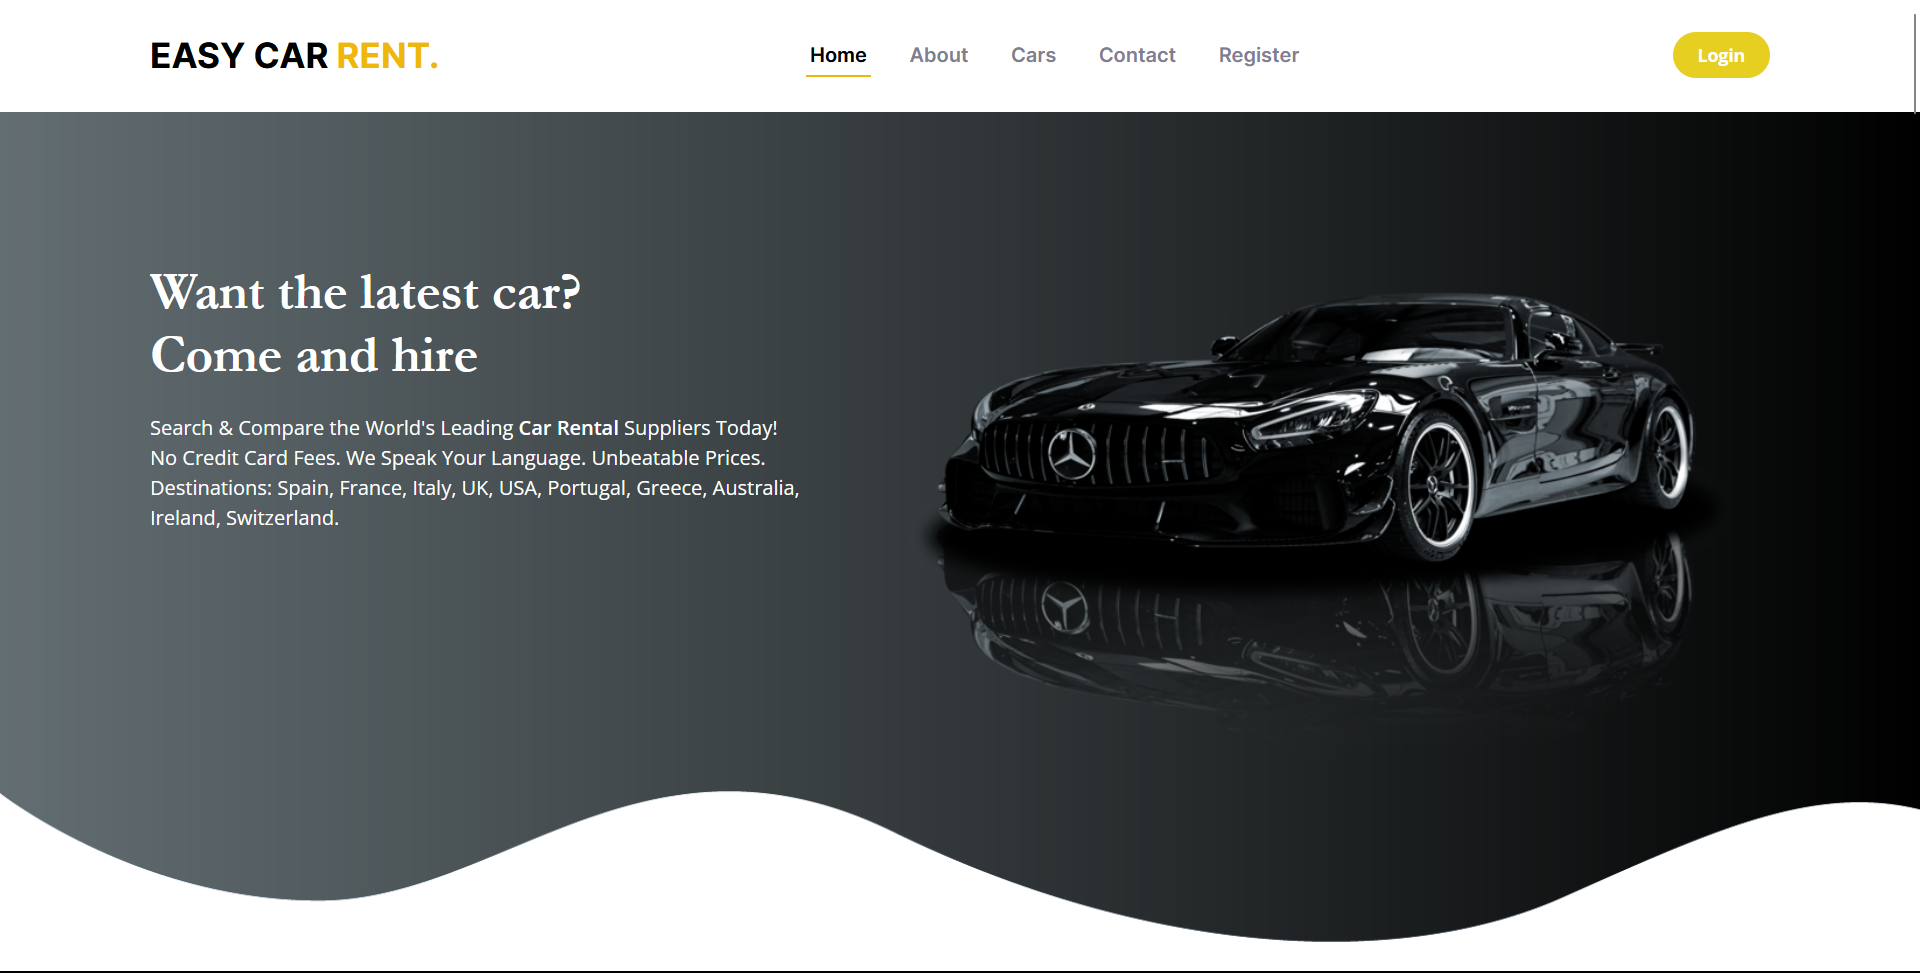 EASY CAR RENT.
Home About Cars Contact Register
Login
Want the latest car?
Come and hire
Search & Compare the World's Leading Car Rental Suppliers Today!
No Credit Card Fees. We Speak Your Language. Unbeatable Prices.
Destinations: Spain, France, Italy, UK, USA, Portugal, Greece, Australia,
Ireland, Switzerland.